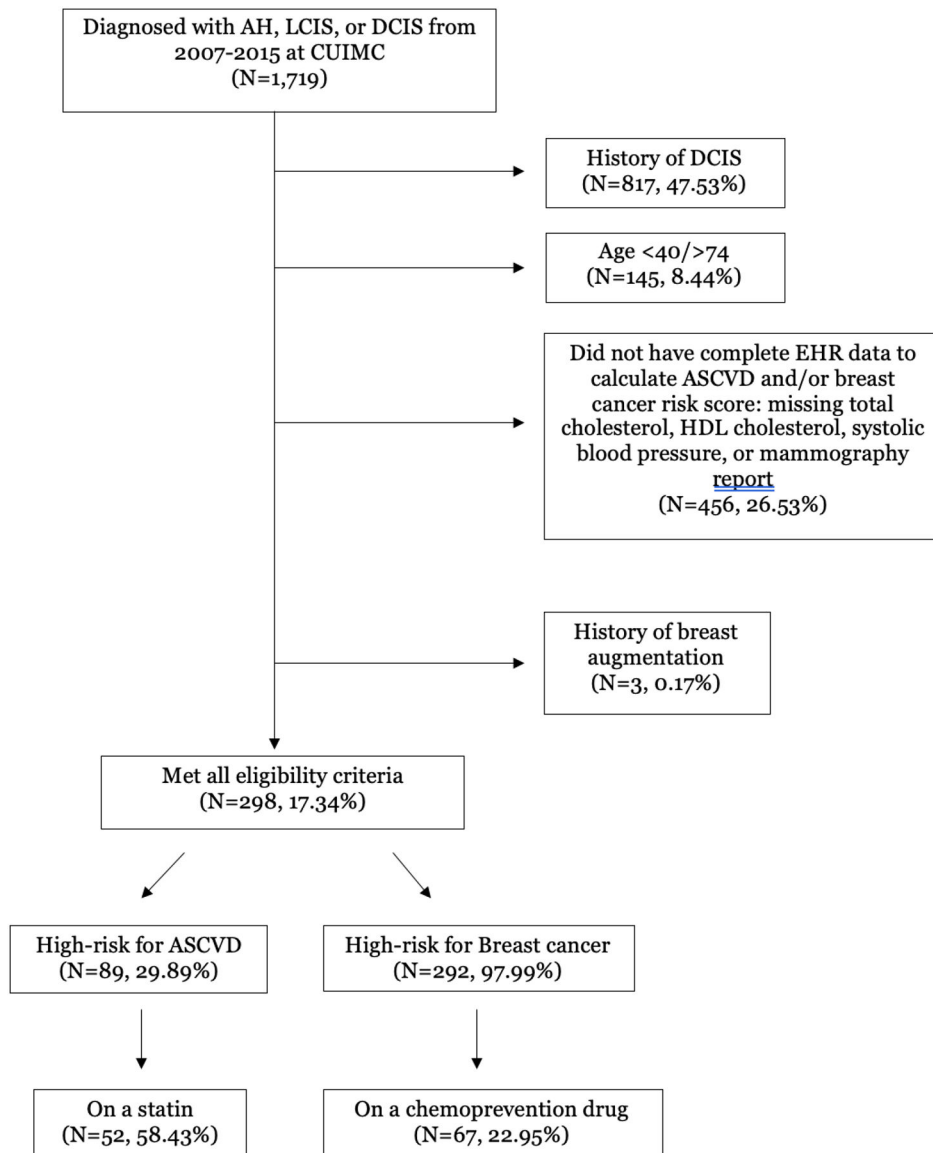 Diagnosed with AH, LCIS, or DCIS from
2007-2015 at CUIMC
(N=1,719)
History of DCIS
(N=817, 47.53%)
Age <40/>74
(N=145, 8.44%)
Did not have complete EHR data to
calculate ASCVD and/or breast
cancer risk score: missing total
cholesterol, HDL cholesterol, systolic
blood pressure, or mammography
report
(N=456, 26.53%)
History of breast
augmentation
(N=3, 0.17%)
Met all eligibility criteria
(N=298, 17.34%)
High-risk for ASCVD
(N=89, 29.89%)
High-risk for Breast cancer
(N=292, 97.99%)
On a statin
(N=52, 58.43%)
On a chemoprevention drug
(N=67, 22.95%)